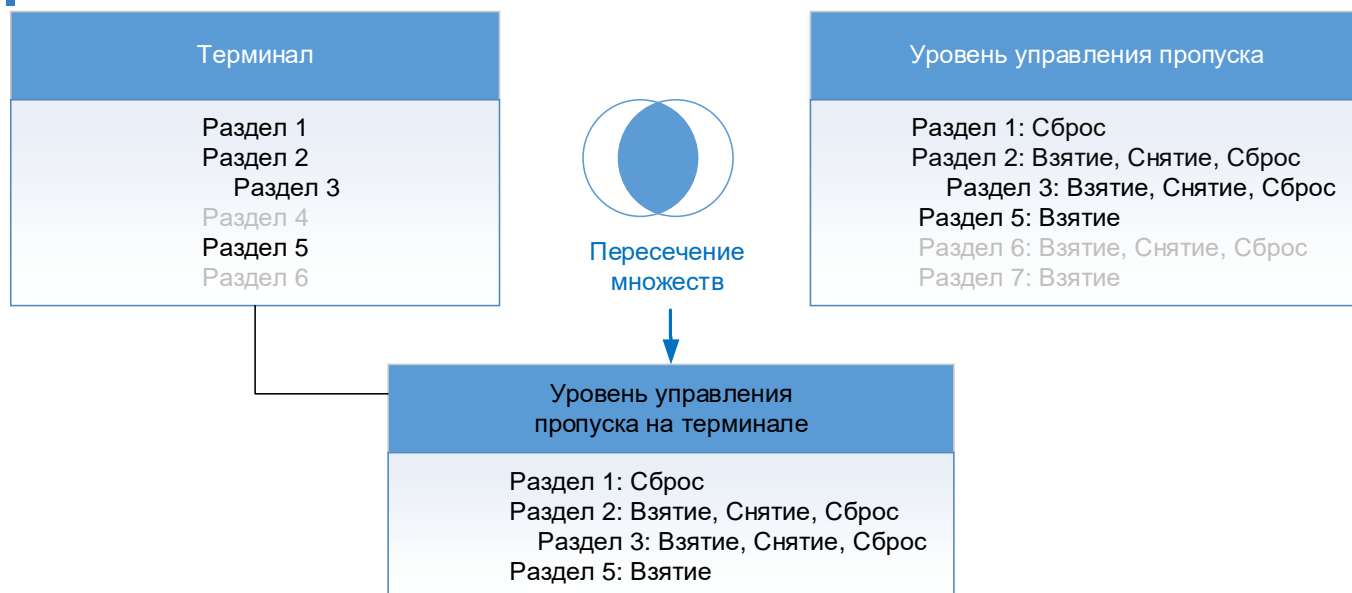 Терминал
Раздел 1
Раздел 2
Раздел 3
Раздел 4
Раздел 5
Раздел 6
Пересечение
множеств
Уровень управления пропуска
Раздел 1: Сброс
Раздел 2: Взятие, Снятие, Сброс
Раздел 3: Взятие, Снятие, Сброс
Раздел 5: Взятие
Раздел 6: Взятие, Снятие, Сброс
Раздел 7: Взятие
Уровень управления
пропуска на терминале
Раздел 1: Сброс
Раздел 2: Взятие, Снятие, Сброс
Раздел 3: Взятие, Снятие, Сброс
Раздел 5: Взятие